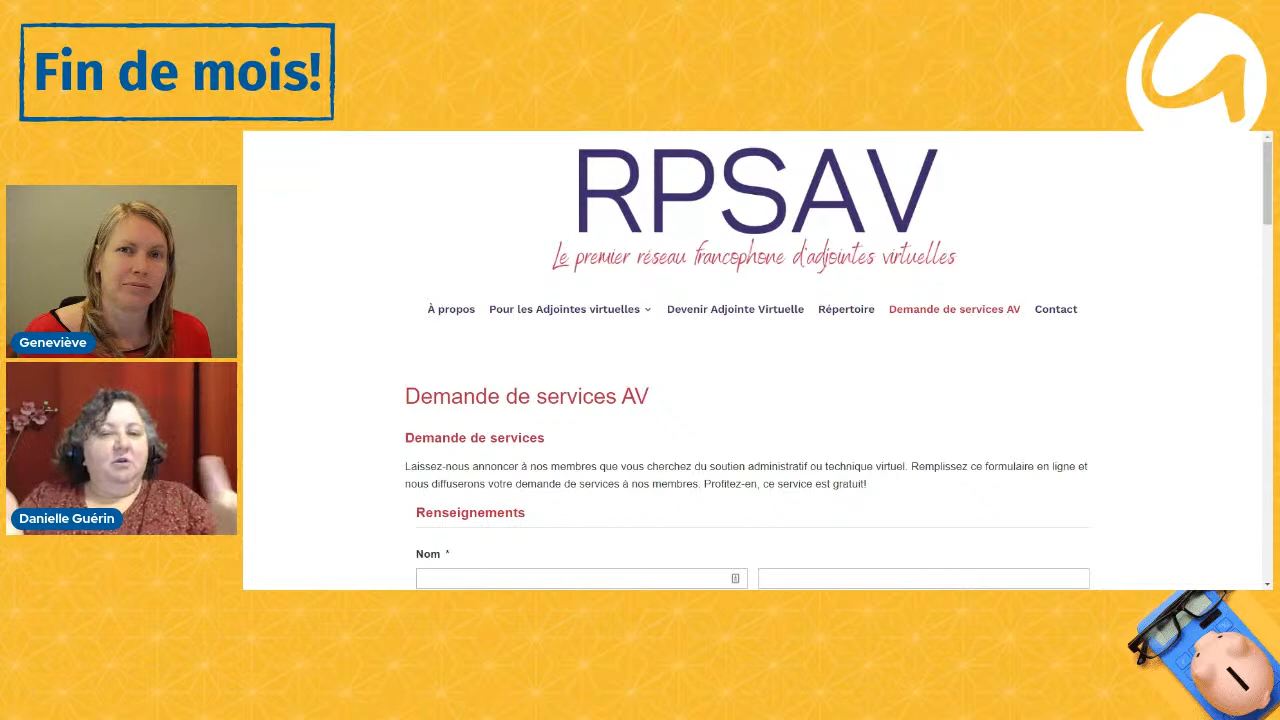 Fin de mois!
RPSAV
Le premier réseau francophone d'adjointes virtuelles
À propos Pour les Adjointes virtuelles Devenir Adjointe Virtuelle Répertoire Demande de services AV Contact
Geneviève
Danielle Guérin
Demande de services AV
Demande de services
Laissez-nous annoncer à nos membres que vous cherchez du soutien administratif ou technique virtuel. Remplissez ce formulaire en ligne et
nous diffuserons votre demande de services à nos membres. Profitez-en, ce service est gratuit!
Renseignements
Nom *